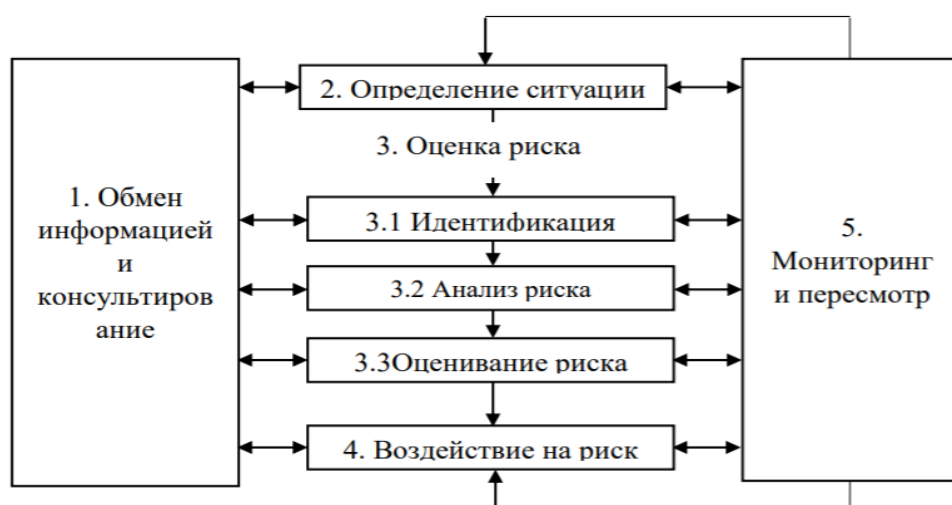 2. Определение ситуации
3. Оценка риска
1. Обмен
информацией
и
консультиров
ание
3.1 Идентификация
3.2 Анализ риска
3.3Оценивание риска
4. Воздействие на риск
5.
Мониторинг
и пересмотр